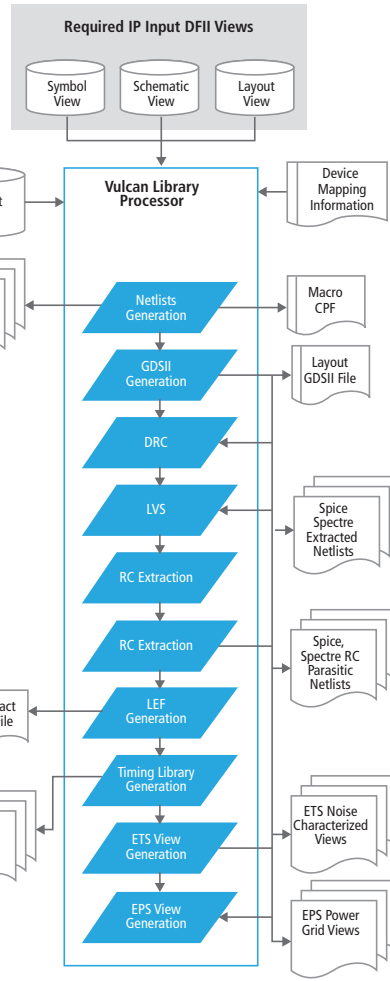 Required IP Input DFII Views
Symbol
View
Schematic
View
Layout
View
Vulcan Library
Processor
Device
Mapping
Information
t
Netlists
Generation
Macro
CPF
GDSII
Generation
Layout
GDSII File
DRC
LVS
Spice
Spectre
Extracted
Netlists
RC Extraction
RC Extraction
Spice,
Spectre RC
Parasitic
Netlists
act
ile
LEF
Generation
Timing Library
Generation
ETS View
Generation
ETS Noise
Characterized
Views
EPS View
Generation
EPS Power
Grid Views